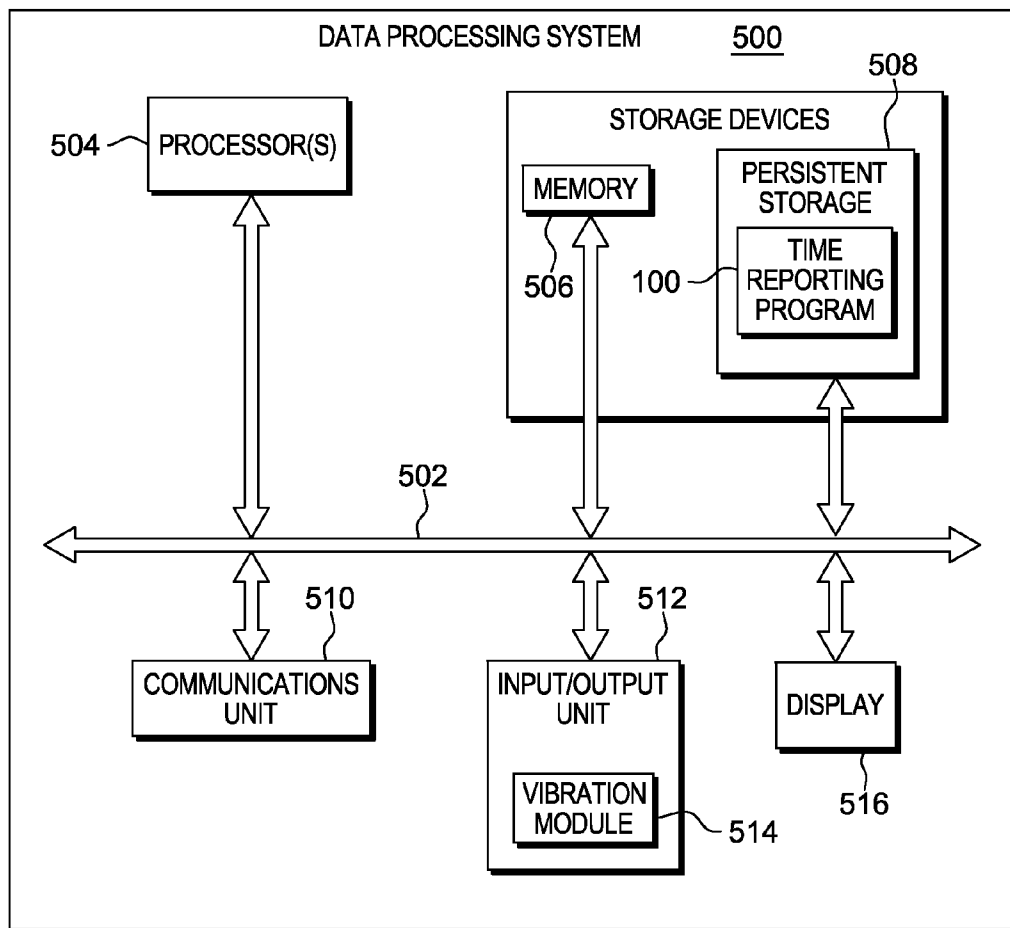 DATA PROCESSING SYSTEM 500
508
STORAGE DEVICES
504
PROCESSOR(S)
PERSISTENT
STORAGE
MEMORY
506
100
TIME
REPORTING
PROGRAM
502
510
512
COMMUNICATIONS
UNIT
INPUT/OUTPUT
UNIT
DISPLAY
516
VIBRATION
MODULE
514